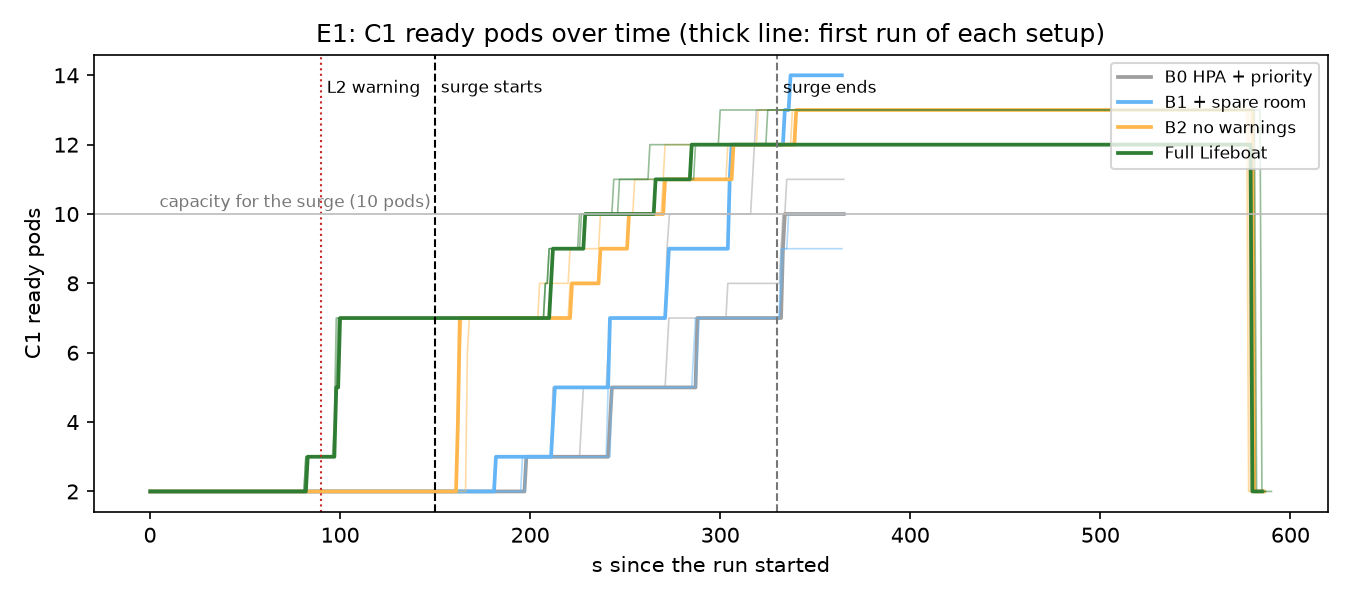 E1: C1 ready pods over time (thick line: first run of each setup)
C1 ready pods
14
12
10
8
6
4
2
L2 warning
surge starts
surge ends
capacity for the surge (10 pods)
B0 HPA + priority
B1 + spare room
B2 no warnings
Full Lifeboat
0
100
200
300
400
500
600
s since the run started